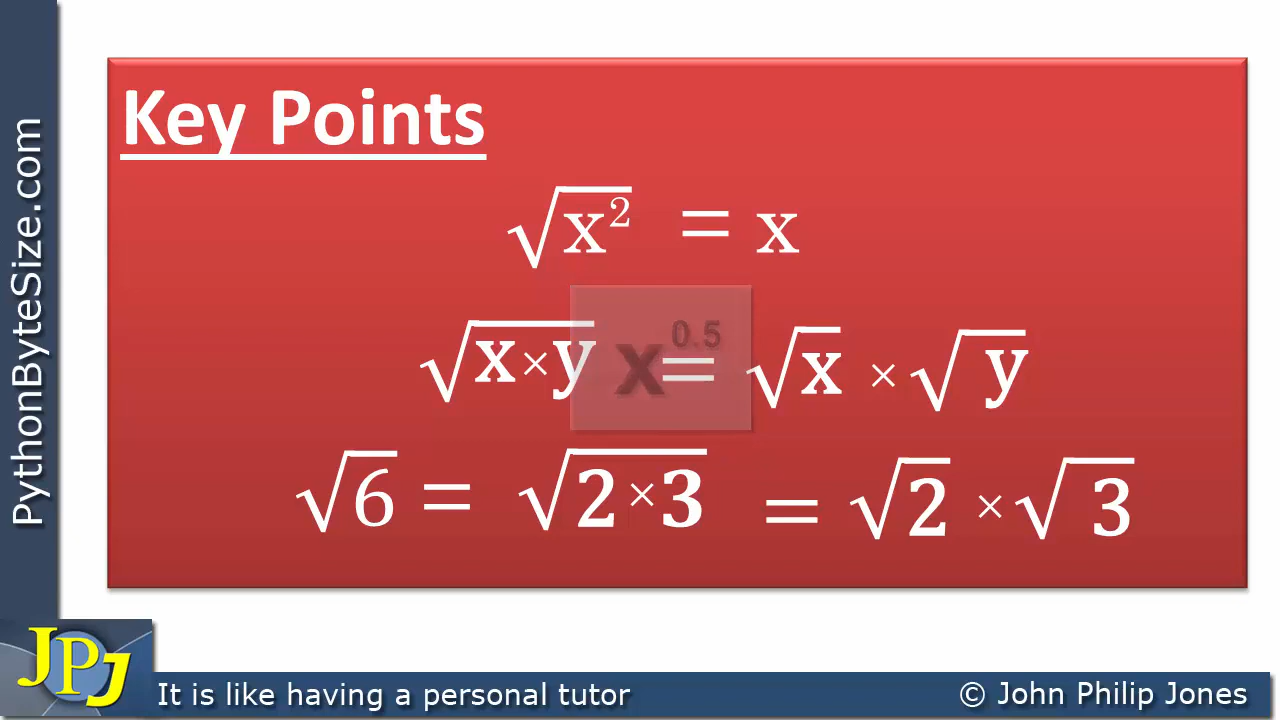 Key Points
√x² = x
√x×y = √x × √y
x^0.5
√6 = √2×3 = √2 × √3
PythonByteSize.com
JPJ
It is like having a personal tutor
© John Philip Jones